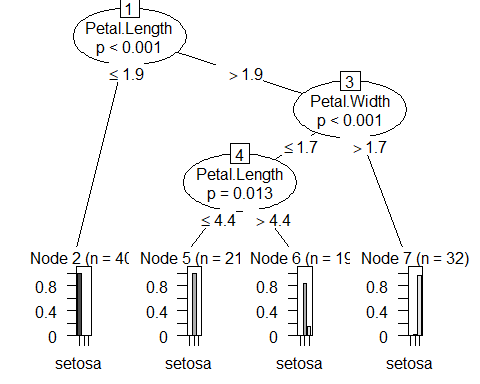 1
Petal.Length
p < 0.001
≤ 1.9
> 1.9
3
Petal.Width
p < 0.001
≤ 1.7
> 1.7
4
Petal.Length
p = 0.013
≤ 4.4
> 4.4
Node 2 (n = 40
Node 5 (n = 21
Node 6 (n = 19
Node 7 (n = 32)
0.8
0.4
0
0.8
0.4
0
0.8
0.4
0
0.8
0.4
0
setosa
setosa
setosa
setosa